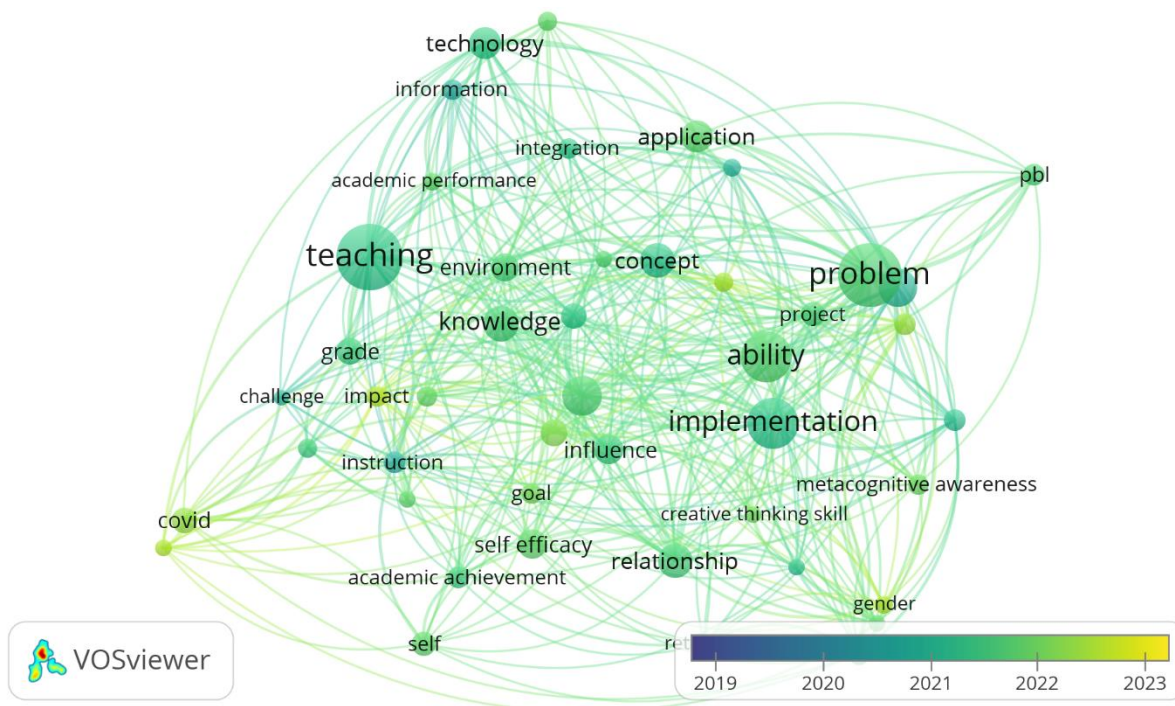 technology
information
application
integration
pbl
academic performance
teaching
environment
concept
problem
knowledge
project
grade
ability
challenge
impact
implementation
influence
instruction
metacognitive awareness
goal
creative thinking skill
covid
self efficacy
relationship
academic achievement
gender
self
VOSviewer
2019 2020 2021 2022 2023